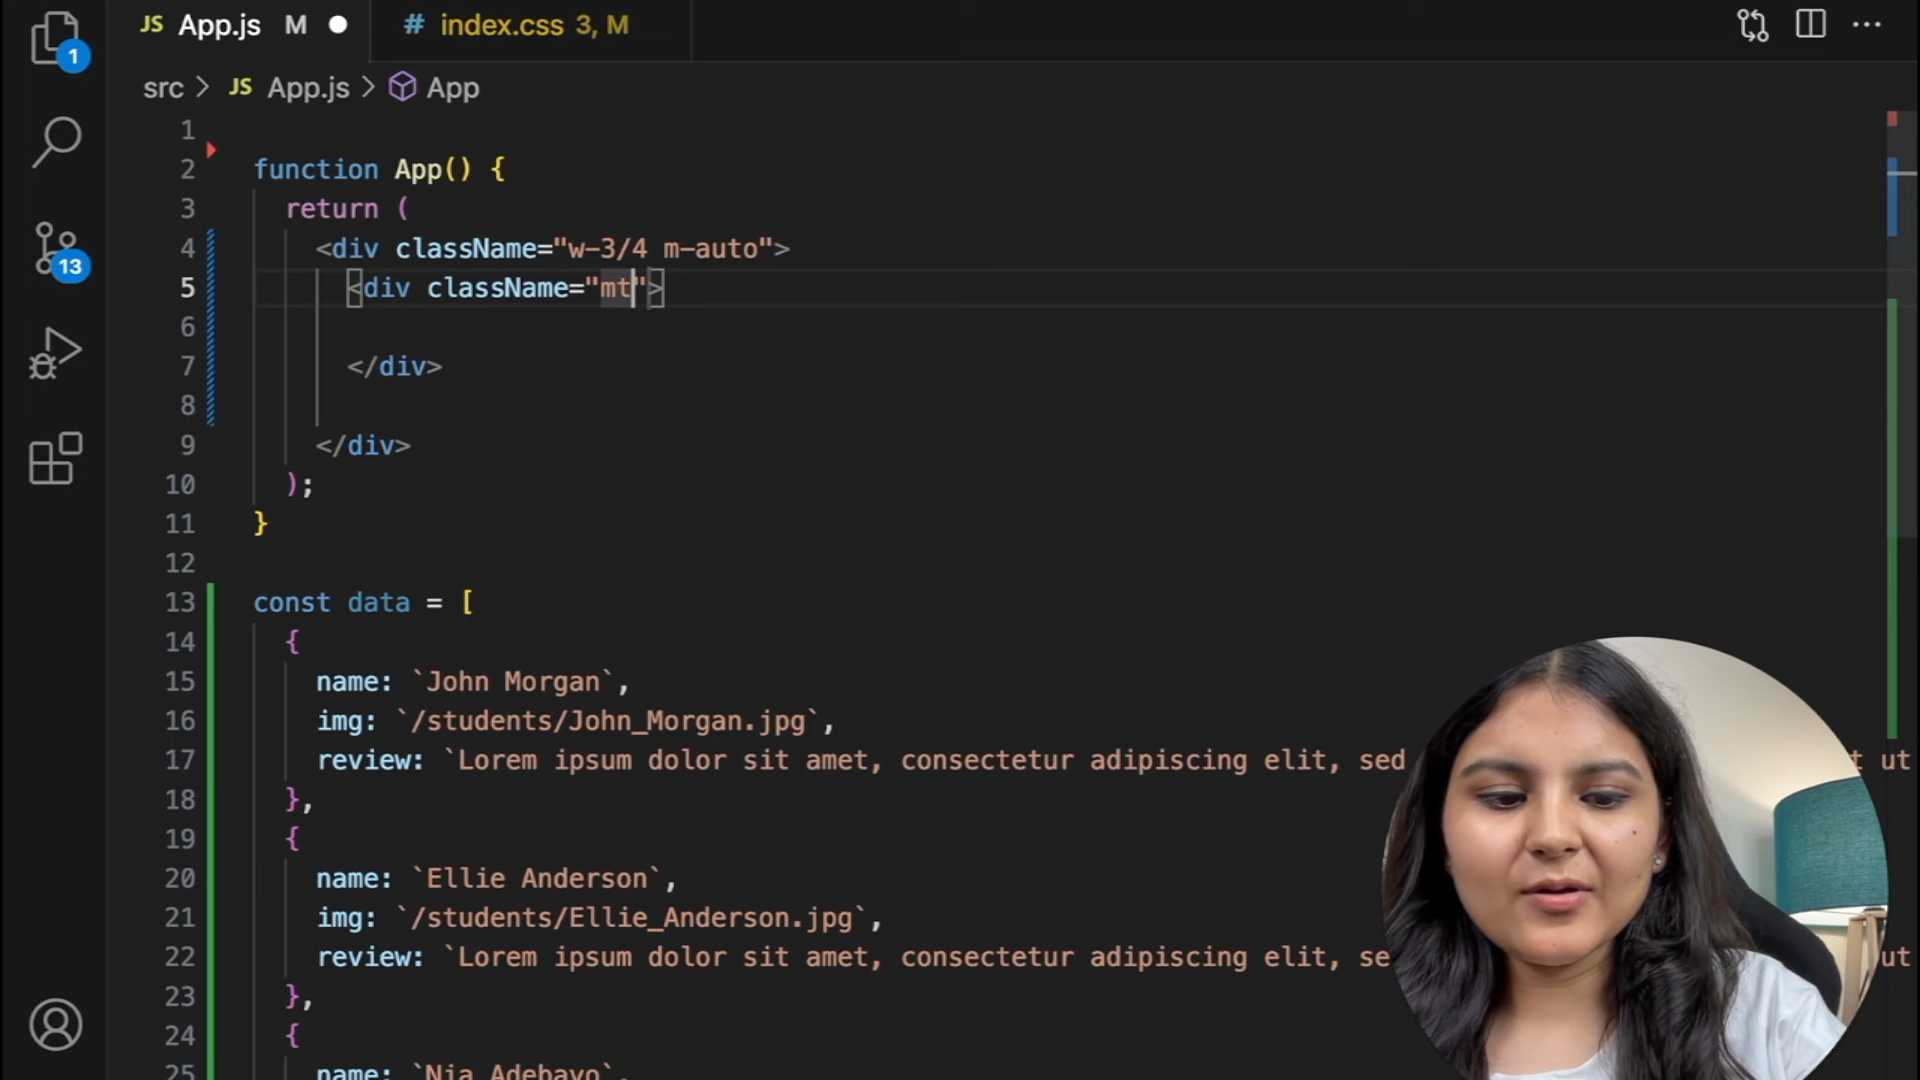 1
JS App.js M
# index.css 3, M
src > JS App.js > App
13
1
2 function App() {
3 return (
4 <div className="w-3/4 m-auto">
5 <div className="mt">
6
7 </div>
8
9 </div>
10 );
11 }
12
13 const data = [
14 {
15 name: `John Morgan`,
16 img: `/students/John_Morgan.jpg`,
17 review: `Lorem ipsum dolor sit amet, consectetur adipiscing elit, sed t ut
18 },
19 {
20 name: `Ellie Anderson`,
21 img: `/students/Ellie_Anderson.jpg`,
22 review: `Lorem ipsum dolor sit amet, consectetur adipiscing elit, se ut
23 },
24 {
25 name: `Nia Adebayo`,